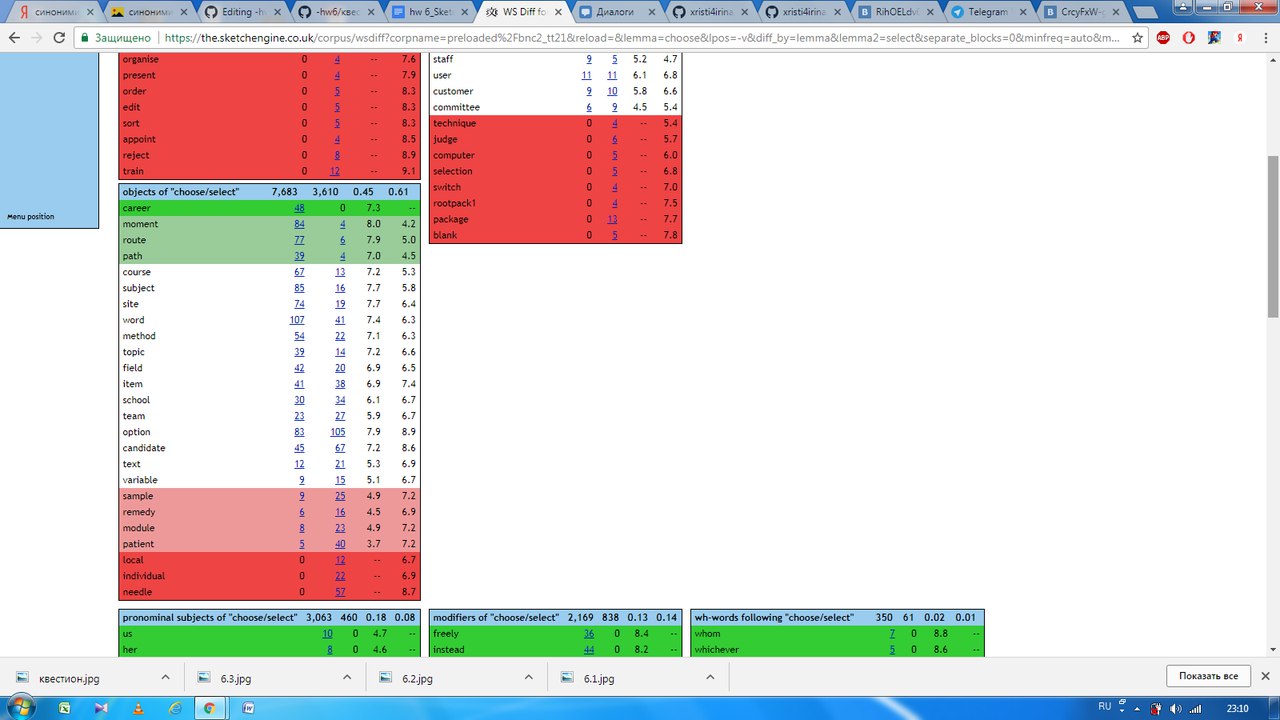 синоними
синоними
Editing -hw
-hw6/квес
hw 6_Sket
WS Diff fo
Диалоги
xristi4irina
xristi4irina
RihOELdvl
Telegram
CrcyFxW-
Защищено https://the.sketchengine.co.uk/corpus/wsdiff?corpname=preloaded%2Fbnc2_tt21&reload=&lemma=choose&lpos=-v&diff_by=lemma&lemma2=select&separate_blocks=0&minfreq=auto&m...
Menu position
organise 0 4 -- 7.6
present 0 4 -- 7.9
order 0 5 -- 8.3
edit 0 5 -- 8.3
sort 0 5 -- 8.3
appoint 0 4 -- 8.5
reject 0 8 -- 8.9
train 0 12 -- 9.1
staff 9 5 5.2 4.7
user 11 11 6.1 6.8
customer 9 10 5.8 6.6
committee 6 9 4.5 5.4
technique 0 4 -- 5.4
judge 0 6 -- 5.7
computer 0 5 -- 6.0
selection 0 5 -- 6.8
switch 0 4 -- 7.0
rootpack1 0 4 -- 7.5
package 0 13 -- 7.7
blank 0 5 -- 7.8
objects of "choose/select" 7,683 3,610 0.45 0.61
career 48 0 7.3 --
moment 84 4 8.0 4.2
route 77 6 7.9 5.0
path 39 4 7.0 4.5
course 67 13 7.2 5.3
subject 85 16 7.7 5.8
site 74 19 7.7 6.4
word 107 41 7.4 6.3
method 54 22 7.1 6.3
topic 39 14 7.2 6.6
field 42 20 6.9 6.5
item 41 38 6.9 7.4
school 30 34 6.1 6.7
team 23 27 5.9 6.7
option 83 105 7.9 8.9
candidate 45 67 7.2 8.6
text 12 21 5.3 6.9
variable 9 15 5.1 6.7
sample 9 25 4.9 7.2
remedy 6 16 4.5 6.9
module 8 23 4.9 7.2
patient 5 40 3.7 7.2
local 0 12 -- 6.7
individual 0 22 -- 6.9
needle 0 57 -- 8.7
pronominal subjects of "choose/select" 3,063 460 0.18 0.08
us 10 0 4.7 --
her 8 0 4.6 --
modifiers of "choose/select" 2,169 838 0.13 0.14
freely 36 0 8.4 --
instead 44 0 8.2 --
wh-words following "choose/select" 350 61 0.02 0.01
whom 7 0 8.8 --
whichever 5 0 8.6 --
квестион.jpg
6.3.jpg
6.2.jpg
6.1.jpg
Показать все
RU
23:10